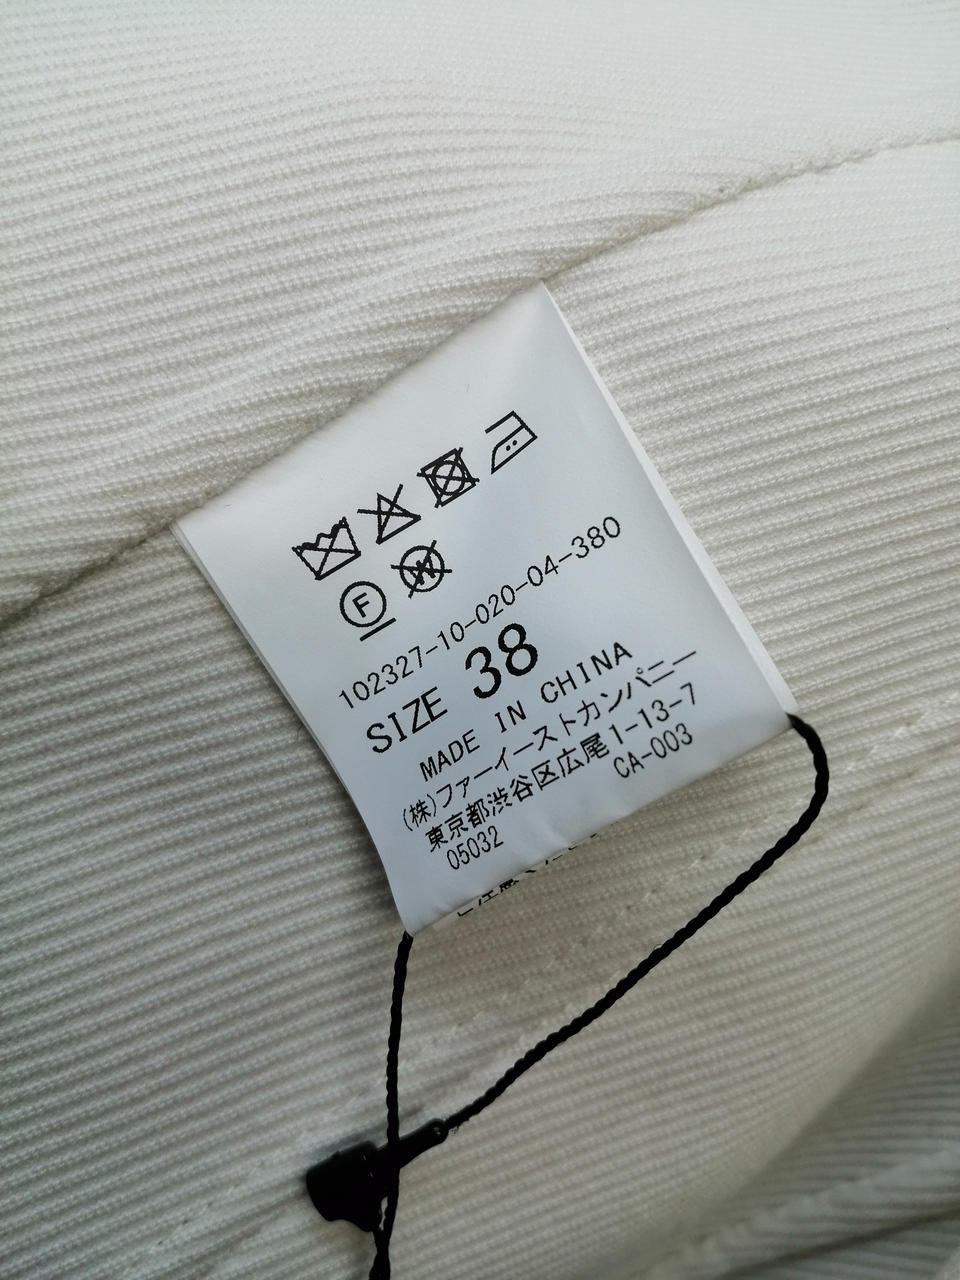 F W
102327-10-020-04-380
SIZE 38
MADE IN CHINA
(株)ファーイーストカンパニー
東京都渋谷区広尾1-13-7
05032 CA-003